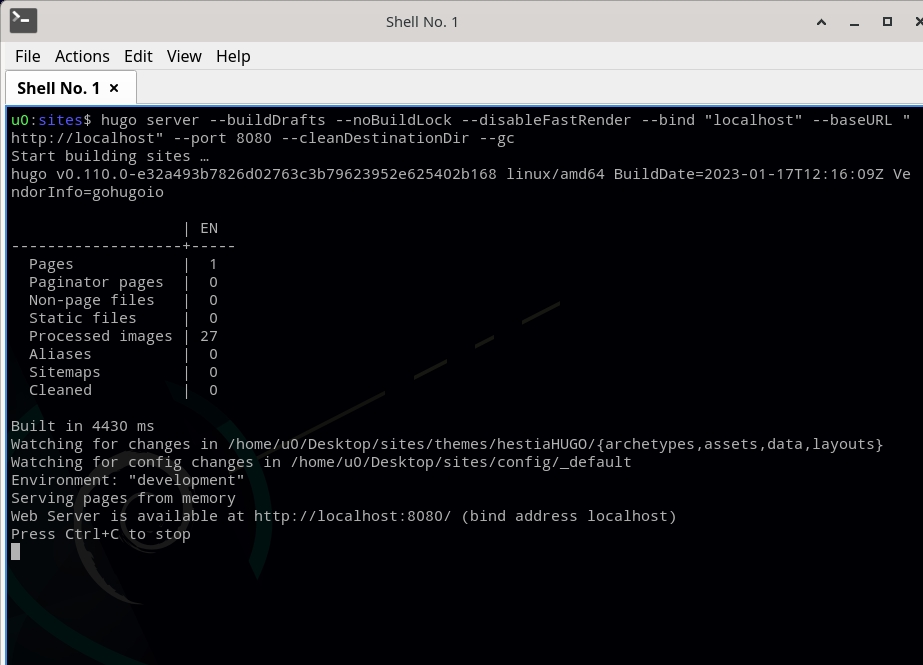 Shell No. 1
File Actions Edit View Help
Shell No. 1 ×
u0:sites$ hugo server --buildDrafts --noBuildLock --disableFastRender --bind "localhost" --baseURL "
http://localhost" --port 8080 --cleanDestinationDir --gc
Start building sites …
hugo v0.110.0-e32a493b7826d02763c3b79623952e625402b168 linux/amd64 BuildDate=2023-01-17T12:16:09Z Ve
ndorInfo=gohugoio
                   | EN
-------------------+-----
  Pages            |  1
  Paginator pages  |  0
  Non-page files   |  0
  Static files     |  0
  Processed images | 27
  Aliases          |  0
  Sitemaps         |  0
  Cleaned          |  0
Built in 4430 ms
Watching for changes in /home/u0/Desktop/sites/themes/hestiaHUGO/{archetypes,assets,data,layouts}
Watching for config changes in /home/u0/Desktop/sites/config/_default
Environment: "development"
Serving pages from memory
Web Server is available at http://localhost:8080/ (bind address localhost)
Press Ctrl+C to stop